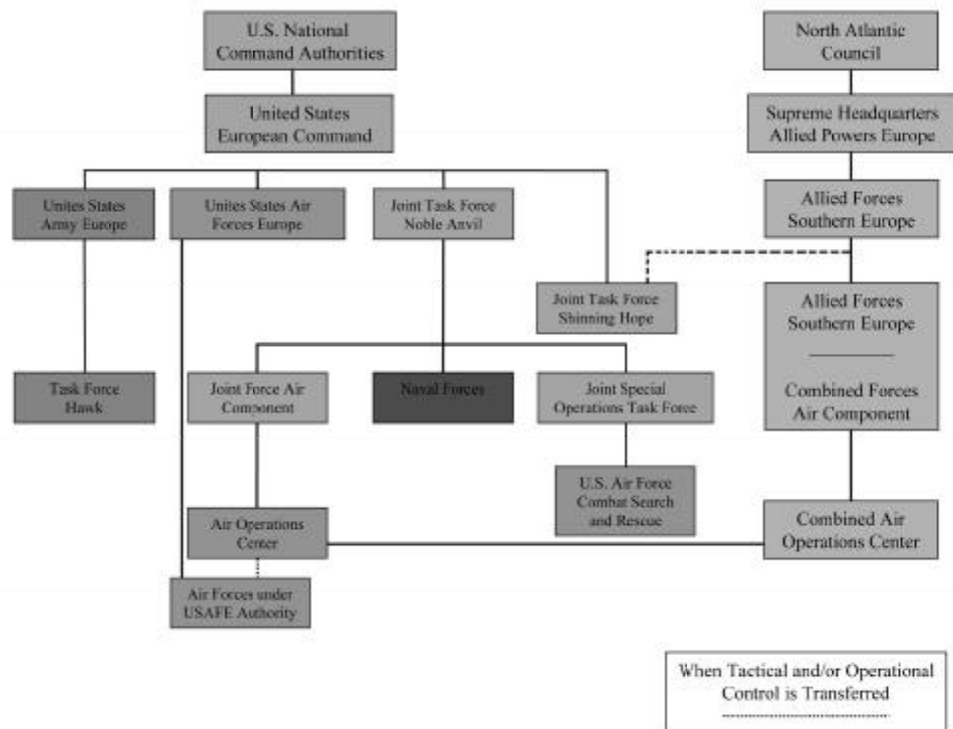 U.S. National
Command Authorities
North Atlantic
Council
United States
European Command
Supreme Headquarters
Allied Powers Europe
Unites States
Army Europe
Unites States Air
Forces Europe
Joint Task Force
Noble Anvil
Allied Forces
Southern Europe
Joint Task Force
Shinning Hope
Allied Forces
Southern Europe
Combined Forces
Air Component
Task Force
Hawk
Joint Force Air
Component
Naval Forces
Joint Special
Operations Task Force
U.S. Air Force
Combat Search
and Rescue
Air Operations
Center
Combined Air
Operations Center
Air Forces under
USAFE Authority
When Tactical and/or Operational
Control is Transferred